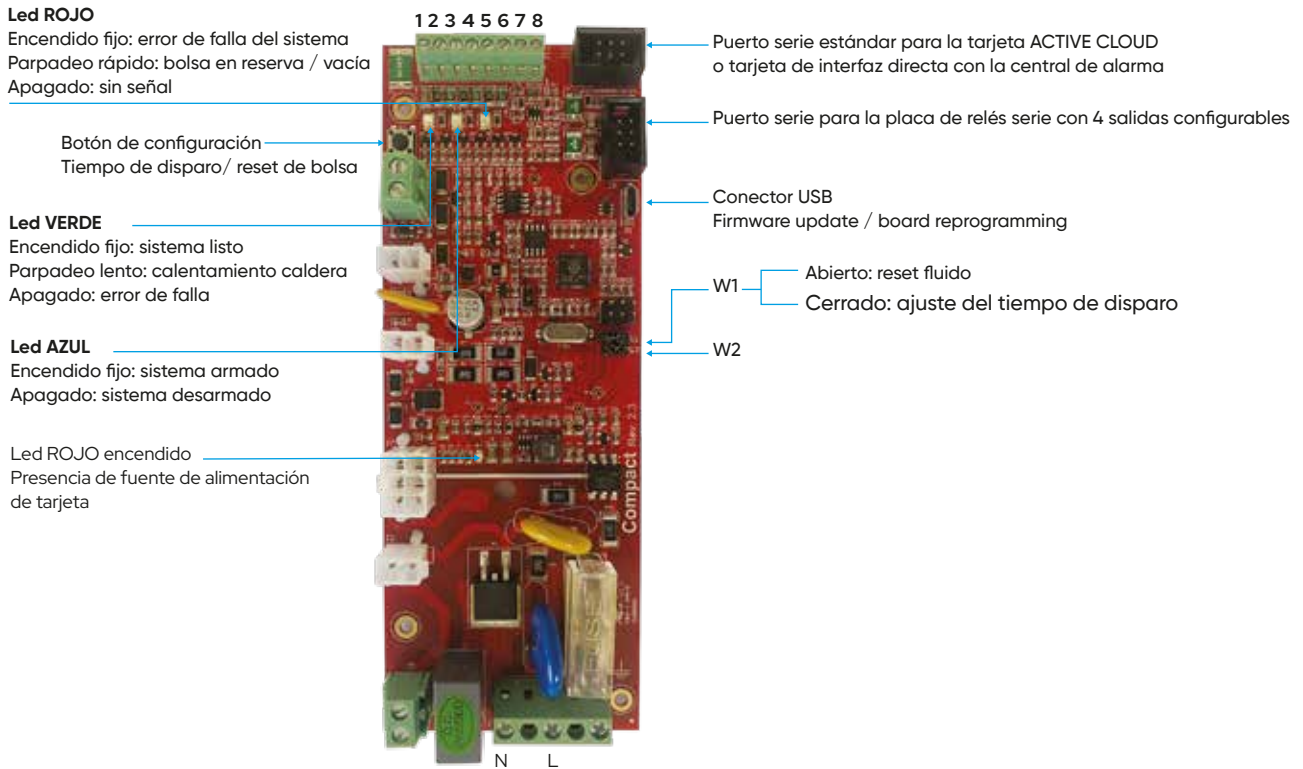 Led ROJO
Encendido fijo: error de falla del sistema
Parpadeo rápido: bolsa en reserva / vacía
Apagado: sin señal
Botón de configuración
Tiempo de disparo/ reset de bolsa
Led VERDE
Encendido fijo: sistema listo
Parpadeo lento: calentamiento caldera
Apagado: error de falla
Led AZUL
Encendido fijo: sistema armado
Apagado: sistema desarmado
Led ROJO encendido
Presencia de fuente de alimentación
de tarjeta
1 2 3 4 5 6 7 8
Puerto serie estándar para la tarjeta ACTIVE CLOUD
o tarjeta de interfaz directa con la central de alarma
Puerto serie para la placa de relés serie con 4 salidas configurables
Conector USB
Firmware update / board reprogramming
W1
Abierto: reset fluido
Cerrado: ajuste del tiempo de disparo
W2
Compact Rev 2.3
N L